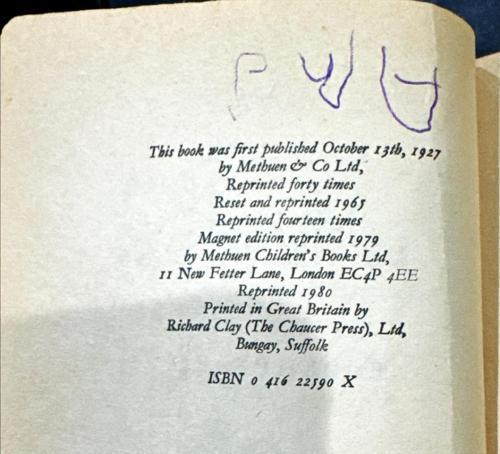 This book was first published October 13th, 1927
by Methuen & Co Ltd,
Reprinted forty times
Reset and reprinted 1965
Reprinted fourteen times
Magnet edition reprinted 1979
by Methuen Children's Books Ltd,
11 New Fetter Lane, London EC4P 4EE
Reprinted 1980
Printed in Great Britain by
Richard Clay (The Chaucer Press), Ltd,
Bungay, Suffolk
ISBN 0 416 22590 X